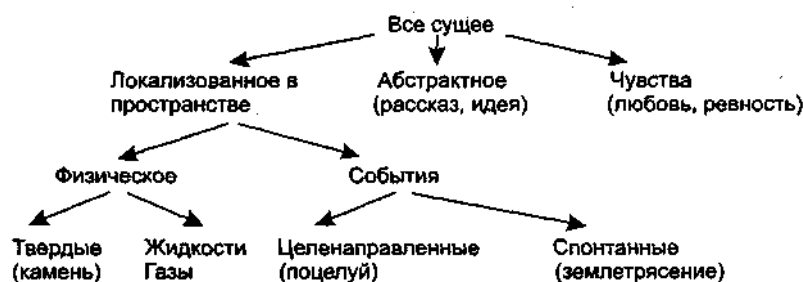 Все сущее
Локализованное в
пространстве
Абстрактное
(рассказ, идея)
Чувства
(любовь, ревность)
Физическое
События
Твердые
(камень)
Жидкости
Газы
Целенаправленные
(поцелуй)
Спонтанные
(землетрясение)